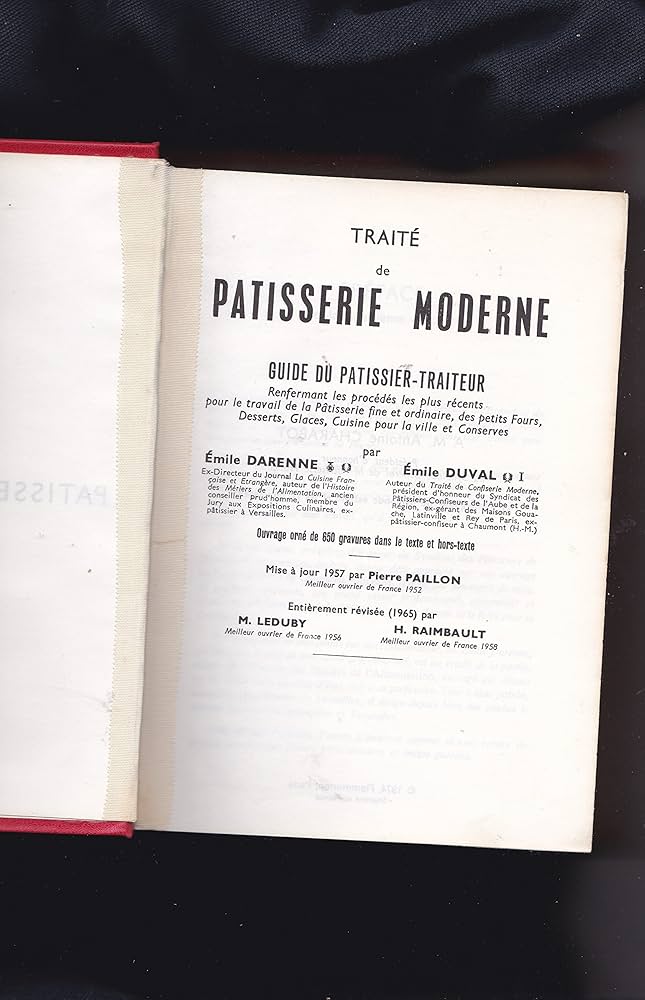 TRAITÉ
de
PATISSERIE MODERNE
GUIDE DU PATISSIER-TRAITEUR
Renfermant les procédés les plus récents
pour le travail de la Pâtisserie fine et ordinaire, des petits Fours,
Desserts, Glaces, Cuisine pour la ville et Conserves
par
Émile DARENNE
Ex-Directeur du Journal La Cuisine Fran-
çaise et Etrangère, auteur de l'Histoire
des Métiers de l'Alimentation, ancien
conseiller prud'homme, membre du
Jury aux Expositions Culinaires, ex-
pâtissier à Versailles.
Émile DUVAL
Auteur du Traité de Confiserie Moderne,
président d'honneur du Syndicat des
Pâtissiers-Confiseurs de l'Aube et de la
Région, ex-gérant des Maisons Goua-
che, Latinville et Rey de Paris, ex-
pâtissier-confiseur à Chaumont (H.-M.)
Ouvrage orné de 650 gravures dans le texte et hors-texte
Mise à jour 1957 par Pierre PAILLON
Meilleur ouvrier de France 1952
Entièrement révisée (1965) par
M. LEDUBY
Meilleur ouvrier de France 1956
H. RAIMBAULT
Meilleur ouvrier de France 1958
PATISSE